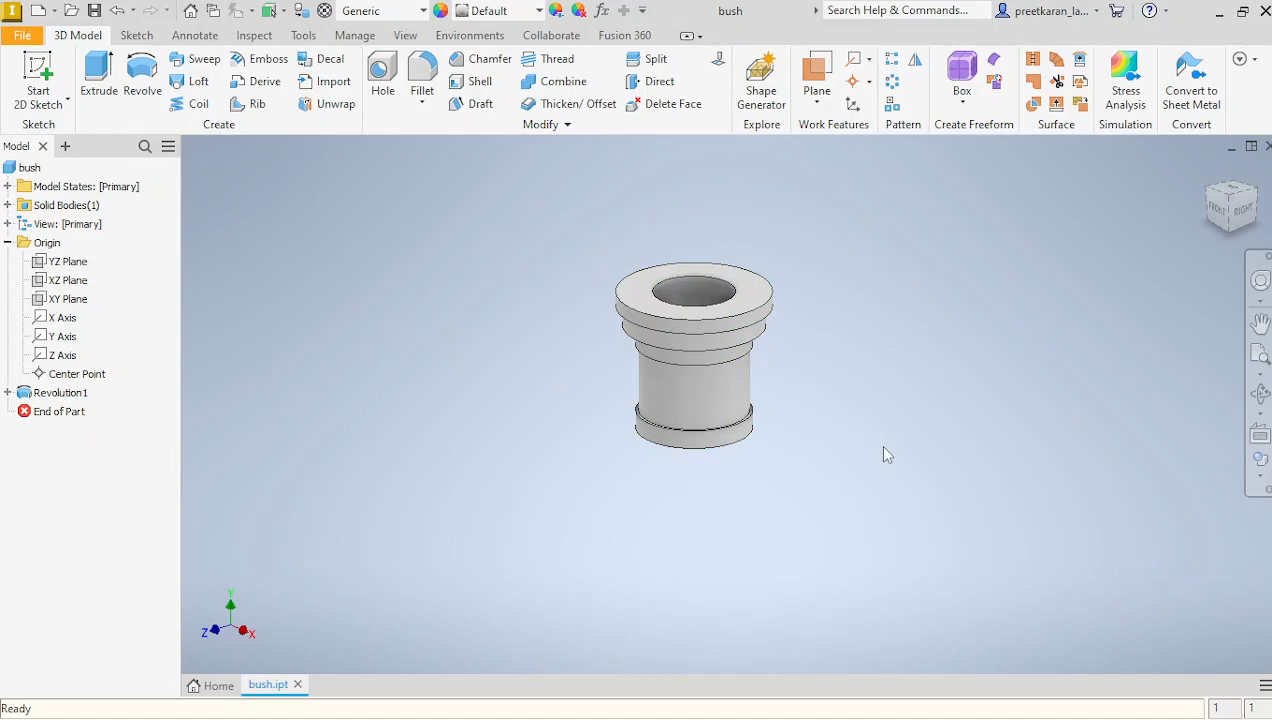 I Generic Default fx bush Search Help & Commands... preetkaran_la... ?
File 3D Model Sketch Annotate Inspect Tools Manage View Environments Collaborate Fusion 360
Start
2D Sketch
Extrude
Revolve
Sweep
Loft
Coil
Emboss
Derive
Rib
Decal
Import
Unwrap
Hole
Fillet
Chamfer
Shell
Draft
Thread
Combine
Thicken/ Offset
Split
Direct
Delete Face
Shape
Generator
Plane
Box
Stress
Analysis
Convert to
Sheet Metal
Sketch Create Modify Explore Work Features Pattern Create Freeform Surface Simulation Convert
Model
bush
Model States: [Primary]
Solid Bodies(1)
View: [Primary]
Origin
YZ Plane
XZ Plane
XY Plane
X Axis
Y Axis
Z Axis
Center Point
Revolution1
End of Part
FRONT RIGHT
Y
Z X
Home bush.ipt
Ready 1 1